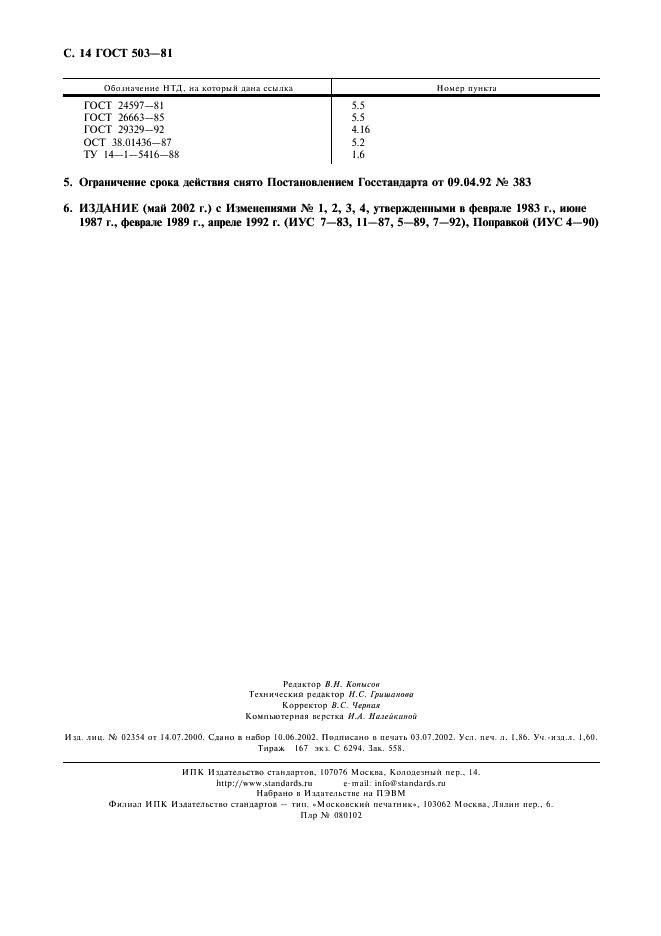 С. 14 ГОСТ 503—81
Обозначение НТД, на который дана ссылка Номер пункта
ГОСТ 24597—81 5.5
ГОСТ 26663—85 5.5
ГОСТ 29329—92 4.16
ОСТ 38.01436—87 5.2
ТУ 14—1—5416—88 1.6
5. Ограничение срока действия снято Постановлением Госстандарта от 09.04.92 № 383
6. ИЗДАНИЕ (май 2002 г.) с Изменениями № 1, 2, 3, 4, утвержденными в феврале 1983 г., июне
1987 г., феврале 1989 г., апреле 1992 г. (ИУС 7—83, 11—87, 5—89, 7—92), Поправкой (ИУС 4—90)
Редактор В.Н. Копысов
Технический редактор Н.С. Гришанова
Корректор В.С. Черная
Компьютерная верстка И.А. Налейкиной
Изд. лиц. № 02354 от 14.07.2000. Сдано в набор 10.06.2002. Подписано в печать 03.07.2002. Усл. печ. л. 1,86. Уч.-изд.л. 1,60.
Тираж 167 экз. С 6294. Зак. 558.
ИПК Издательство стандартов, 107076 Москва, Колодезный пер., 14.
http://www.standards.ru e-mail: info@standards.ru
Набрано в Издательстве на ПЭВМ
Филиал ИПК Издательство стандартов — тип. «Московский печатник», 103062 Москва, Лялин пер., 6.
Плр № 080102